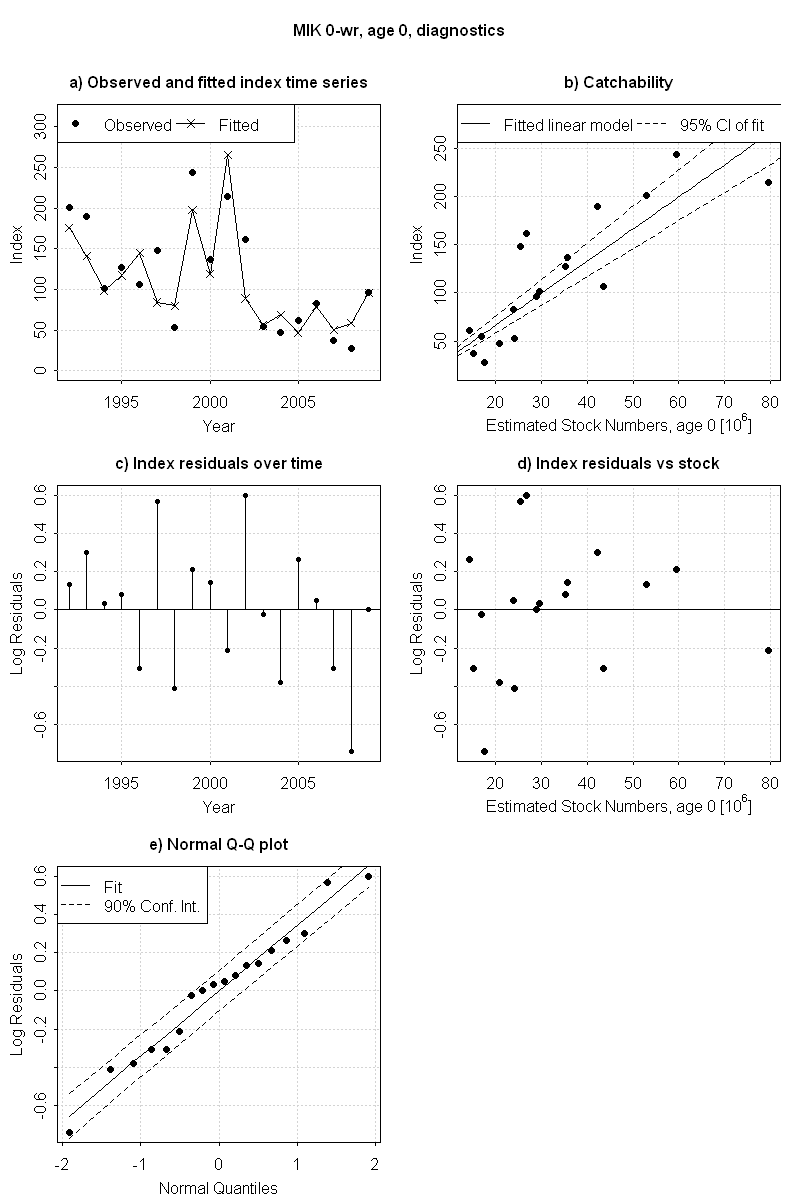 MIK 0-wr, age 0, diagnostics
a) Observed and fitted index time series
Observed Fitted
Index
0 50 100 150 200 250 300
1995 2000 2005
Year
b) Catchability
Fitted linear model 95% CI of fit
Index
50 100 150 200 250
20 30 40 50 60 70 80
Estimated Stock Numbers, age 0 [10^6]
c) Index residuals over time
Log Residuals
-0.6 -0.2 0.0 0.2 0.4 0.6
1995 2000 2005
Year
d) Index residuals vs stock
Log Residuals
-0.6 -0.2 0.0 0.2 0.4 0.6
20 30 40 50 60 70 80
Estimated Stock Numbers, age 0 [10^6]
e) Normal Q-Q plot
Fit
90% Conf. Int.
Log Residuals
-0.6 -0.2 0.0 0.2 0.4 0.6
-2 -1 0 1 2
Normal Quantiles